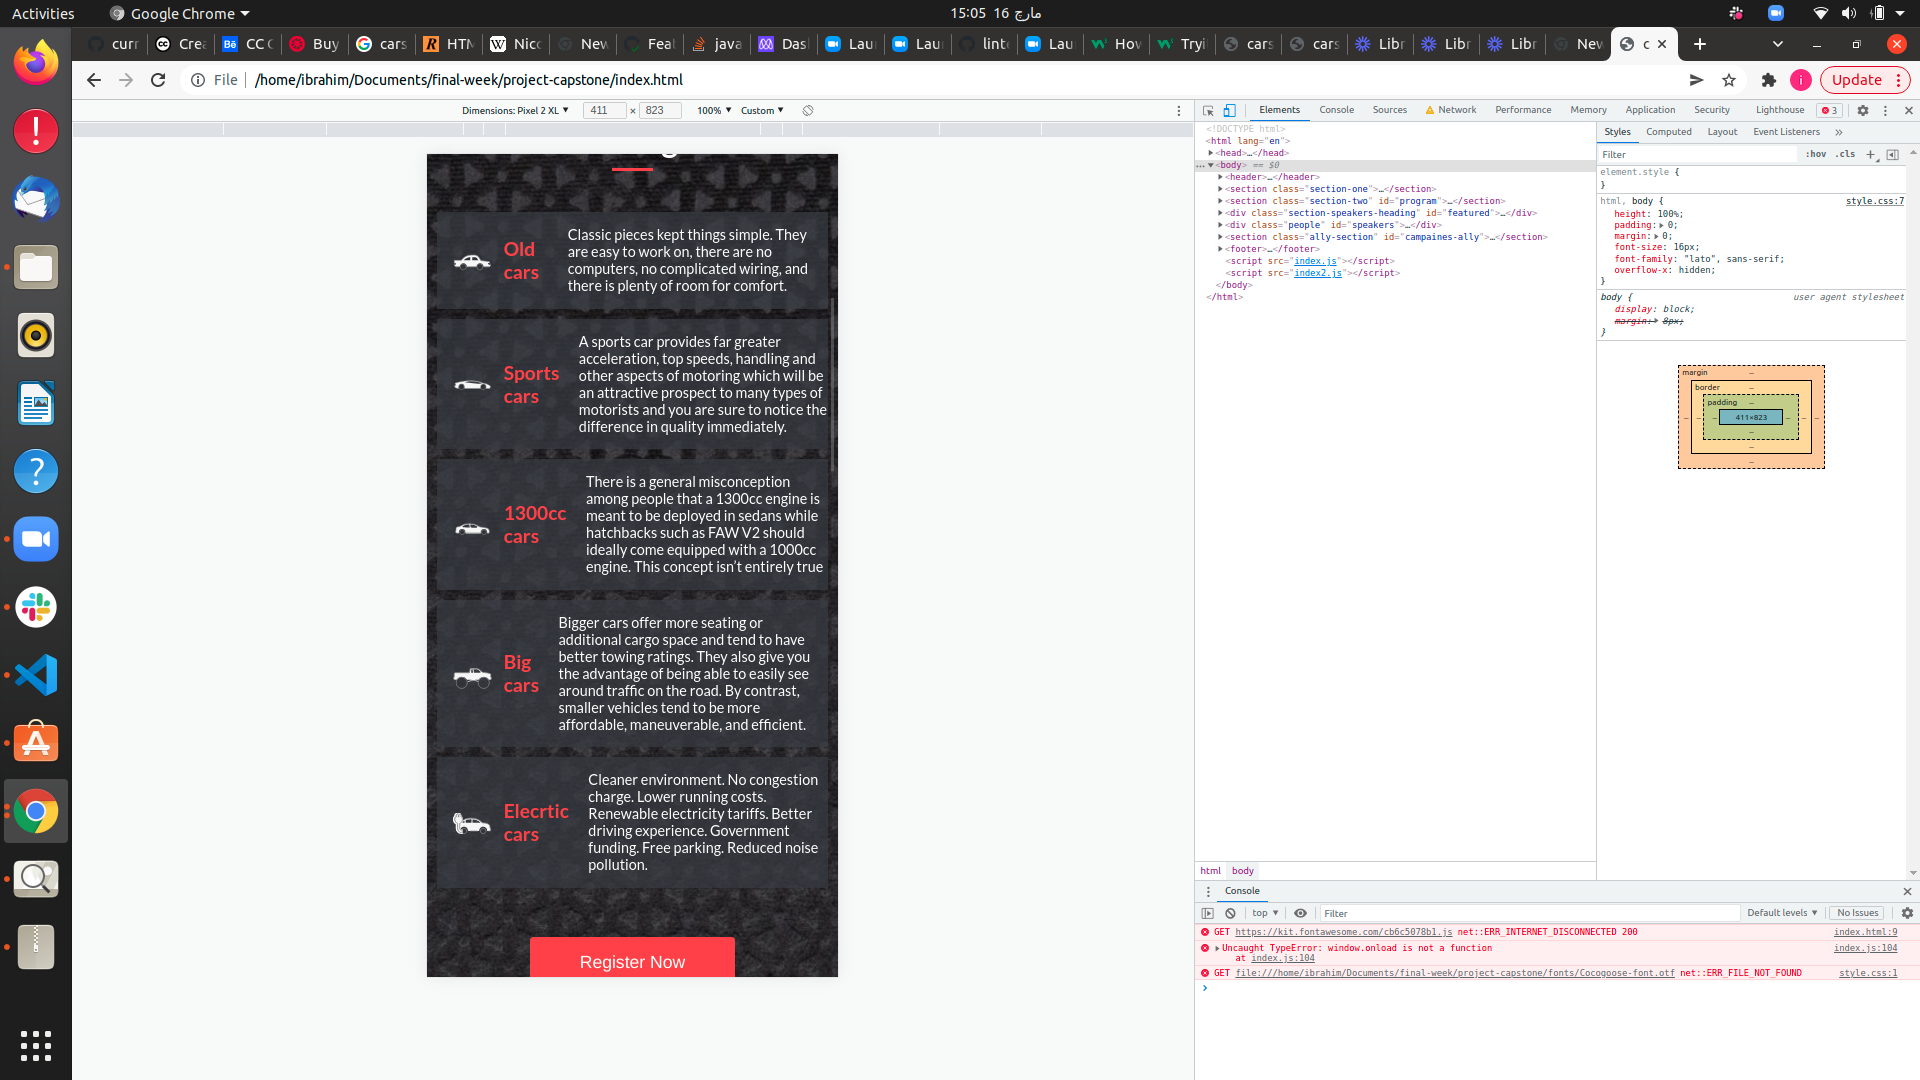 Activities
Google Chrome
15:05 16 مارچ
curr
Crea
CC C
Buy
cars
HTM
Nicc
New
Feat
java
Das
Laun
Laun
linte
Laun
How
Tryi
cars
cars
Libr
Libr
Libr
New
c
File
/home/ibrahim/Documents/final-week/project-capstone/index.html
i
Update
Dimensions: Pixel 2 XL
411 × 823
100%
Custom
Old cars
Classic pieces kept things simple. They
are easy to work on, there are no
computers, no complicated wiring, and
there is plenty of room for comfort.
Sports cars
A sports car provides far greater
acceleration, top speeds, handling and
other aspects of motoring which will be
an attractive prospect to many types of
motorists and you are sure to notice the
difference in quality immediately.
1300cc cars
There is a general misconception
among people that a 1300cc engine is
meant to be deployed in sedans while
hatchbacks such as FAW V2 should
ideally come equipped with a 1000cc
engine. This concept isn't entirely true
Big cars
Bigger cars offer more seating or
additional cargo space and tend to have
better towing ratings. They also give you
the advantage of being able to easily see
around traffic on the road. By contrast,
smaller vehicles tend to be more
affordable, maneuverable, and efficient.
Elecrtic cars
Cleaner environment. No congestion
charge. Lower running costs.
Renewable electricity tariffs. Better
driving experience. Government
funding. Free parking. Reduced noise
pollution.
Register Now
Elements Console Sources Network Performance Memory Application Security Lighthouse 3
<!DOCTYPE html>
<html lang="en">
<head>…</head>
<body> == $0
<header>…</header>
<section class="section-one">…</section>
<section class="section-two" id="program">…</section>
<div class="section-speakers-heading" id="featured">…</div>
<div class="people" id="speakers">…</div>
<section class="ally-section" id="campaines-ally">…</section>
<footer>…</footer>
<script src="index.js"></script>
<script src="index2.js"></script>
</body>
</html>
html body
Styles Computed Layout Event Listeners »
Filter :hov .cls +
element.style {
}
html, body { style.css:7
height: 100%;
padding: 0;
margin: 0;
font-size: 16px;
font-family: "lato", sans-serif;
overflow-x: hidden;
}
body { user agent stylesheet
display: block;
margin: 8px;
}
margin –
border –
padding –
– – – 411×823 – – –
–
–
–
Console
top Filter Default levels No Issues
GET https://kit.fontawesome.com/cb6c5078b1.js net::ERR_INTERNET_DISCONNECTED 200 index.html:9
Uncaught TypeError: window.onload is not a function index.js:104
at index.js:104
GET file:///home/ibrahim/Documents/final-week/project-capstone/fonts/Cocogoose-font.otf net::ERR_FILE_NOT_FOUND style.css:1